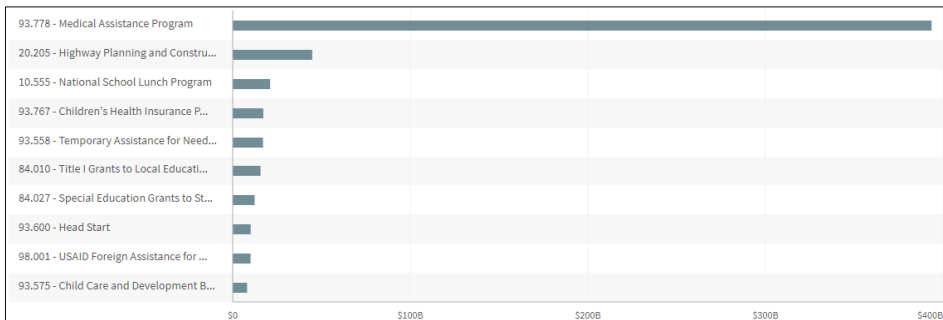 93.778 - Medical Assistance Program
20.205 - Highway Planning and Constru...
10.555 - National School Lunch Program
93.767 - Children's Health Insurance P...
93.558 - Temporary Assistance for Need...
84.010 - Title I Grants to Local Educati...
84.027 - Special Education Grants to St...
93.600 - Head Start
98.001 - USAID Foreign Assistance for ...
93.575 - Child Care and Development B...
$0 $100B $200B $300B $400B